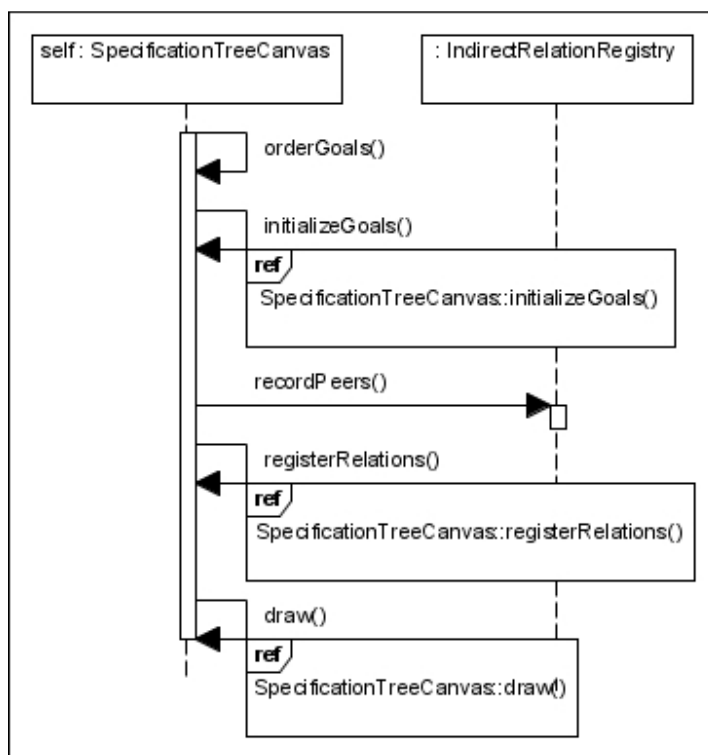 self : SpecificationTreeCanvas
: IndirectRelationRegistry
orderGoals()
initializeGoals()
ref
SpecificationTreeCanvas::initializeGoals()
recordPeers()
registerRelations()
ref
SpecificationTreeCanvas::registerRelations()
draw()
ref
SpecificationTreeCanvas::draw()